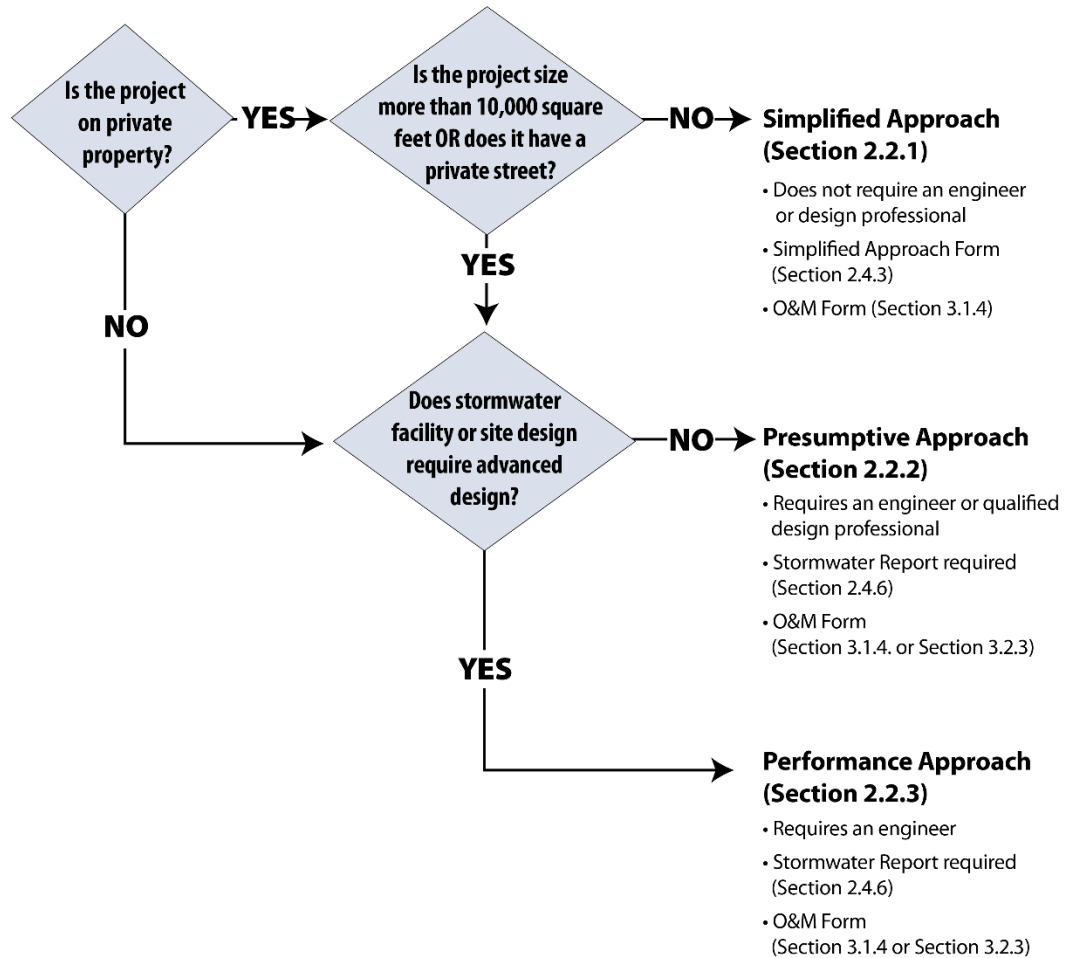 Is the project
on private
property?
YES
Is the project size
more than 10,000 square
feet OR does it have a
private street?
NO
Simplified Approach
(Section 2.2.1)
• Does not require an engineer
or design professional
• Simplified Approach Form
(Section 2.4.3)
• O&M Form (Section 3.1.4)
YES
NO
Does stormwater
facility or site design
require advanced
design?
NO
Presumptive Approach
(Section 2.2.2)
• Requires an engineer or qualified
design professional
• Stormwater Report required
(Section 2.4.6)
• O&M Form
(Section 3.1.4. or Section 3.2.3)
YES
Performance Approach
(Section 2.2.3)
• Requires an engineer
• Stormwater Report required
(Section 2.4.6)
• O&M Form
(Section 3.1.4 or Section 3.2.3)